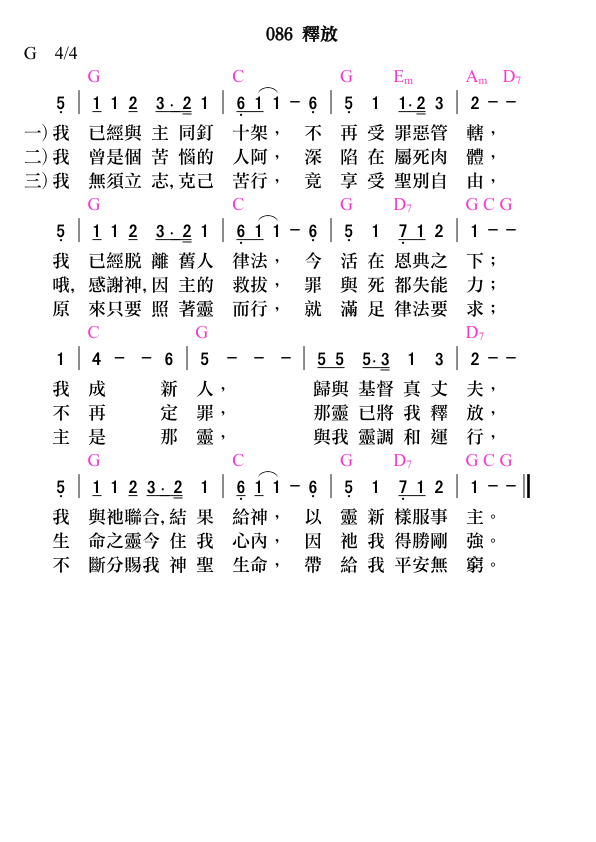 086 釋放
G 4/4
G C G Em Am D7
5 | 1 1 2 3. 2 1 | 6 1 1 - 6 | 5 1 1.2 3 | 2 - -
一)我 已經與 主 同釘 十架， 不 再 受 罪惡管 轄，
二)我 曾是個 苦 惱的 人阿， 深 陷 在 屬死肉 體，
三)我 無須立 志,克己 苦行， 竟 享 受 聖別自 由，
G C G D7 G C G
5 | 1 1 2 3. 2 1 | 6 1 1 - 6 | 5 1 7 1 2 | 1 - -
我 已經脱 離 舊人 律法， 今 活 在 恩典之 下；
哦, 感謝神,因 主的 救拔， 罪 與 死 都失能 力；
原 來只要 照 著靈 而行， 就 滿 足 律法要 求；
C G D7
1 | 4 - - 6 | 5 - - - | 5 5 5.3 1 3 | 2 - -
我 成 新 人， 歸與 基督 真 丈 夫，
不 再 定 罪， 那靈 已將 我 釋 放，
主 是 那 靈， 與我 靈調 和 運 行，
G C G D7 G C G
5 | 1 1 2 3. 2 1 | 6 1 1 - 6 | 5 1 7 1 2 | 1 - - ‖
我 與祂聯合,結 果 給神， 以 靈 新 樣服事 主。
生 命之靈今 住 我 心內， 因 祂 我 得勝剛 強。
不 斷分賜我 神 聖 生命， 帶 給 我 平安無 窮。